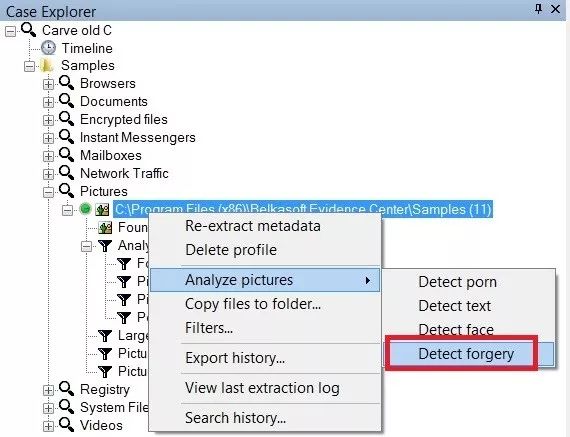 Case Explorer
Carve old C
Timeline
Samples
Browsers
Documents
Encrypted files
Instant Messengers
Mailboxes
Network Traffic
Pictures
C:\Program Files (x86)\Belkasoft Evidence Center\Samples (11)
Foun
Analy
Fo
Pi
Pi
Po
Large
Pictu
Pictu
Registry
System File
Videos
Re-extract metadata
Delete profile
Analyze pictures
Copy files to folder...
Filters...
Export history...
View last extraction log
Search history...
Detect porn
Detect text
Detect face
Detect forgery